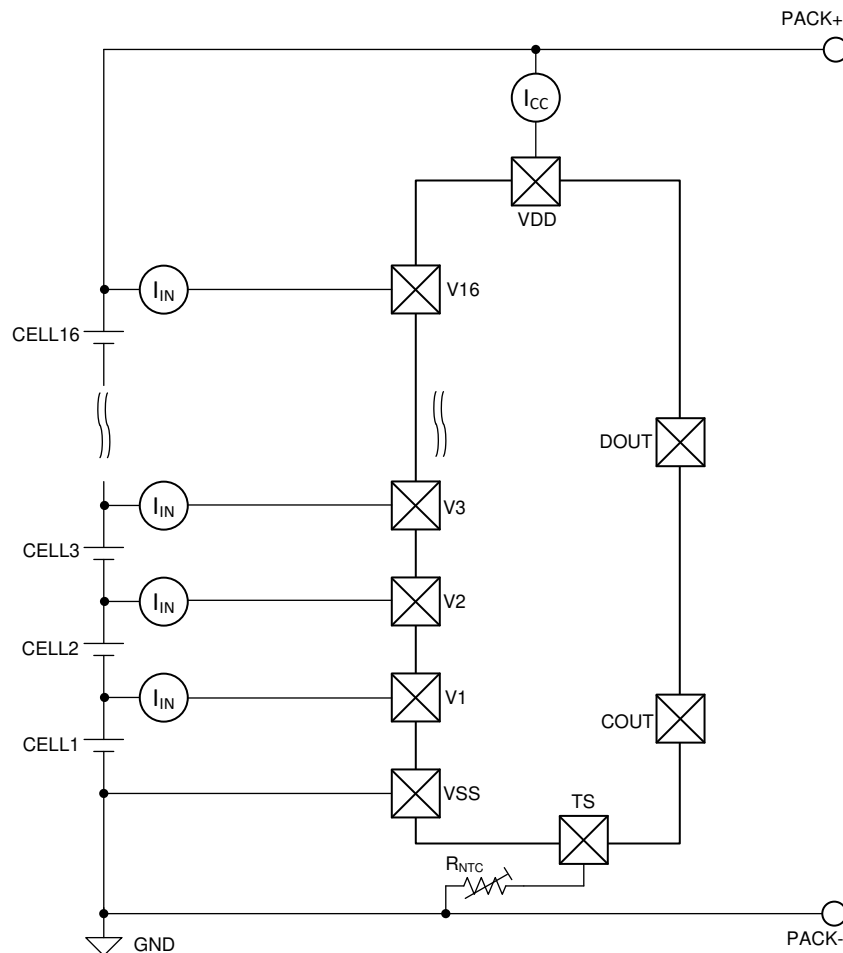 PACK+
ICC
VDD
IIN
V16
CELL16
DOUT
IIN
V3
CELL3
IIN
V2
CELL2
IIN
V1
COUT
CELL1
VSS
TS
RNTC
GND
PACK-